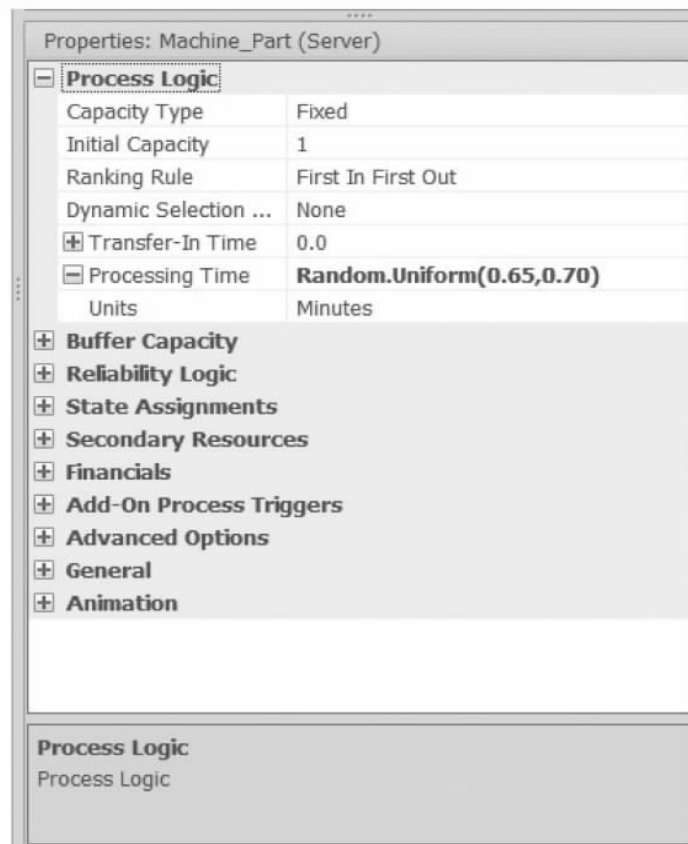 Properties: Machine_Part (Server)
Process Logic
Capacity Type Fixed
Initial Capacity 1
Ranking Rule First In First Out
Dynamic Selection ... None
Transfer-In Time 0.0
Processing Time Random.Uniform(0.65,0.70)
Units Minutes
Buffer Capacity
Reliability Logic
State Assignments
Secondary Resources
Financials
Add-On Process Triggers
Advanced Options
General
Animation
Process Logic
Process Logic